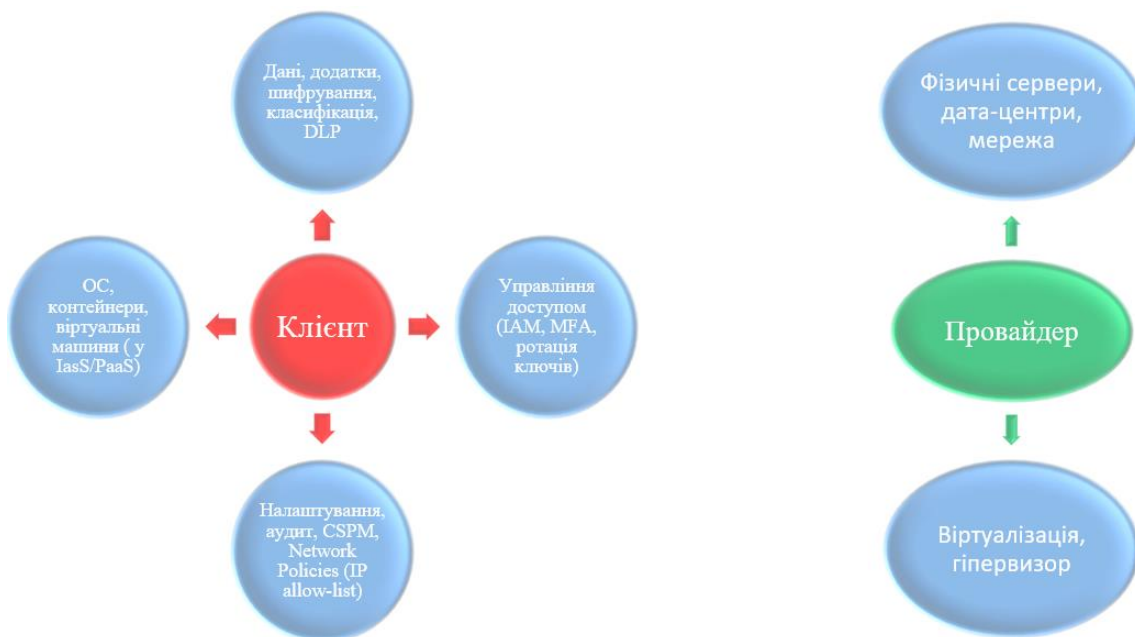 Дані, додатки,
шифрування,
класифікація,
DLP
ОС,
контейнери,
віртуальні
машини ( у
IasS/PaaS)
Клієнт
Управління
доступом
(IAM, MFA,
ротація
ключів)
Налаштування,
аудит, CSPM,
Network
Policies (IP
allow-list)
Фізичні сервери,
дата-центри,
мережа
Провайдер
Віртуалізація,
гіпервизор